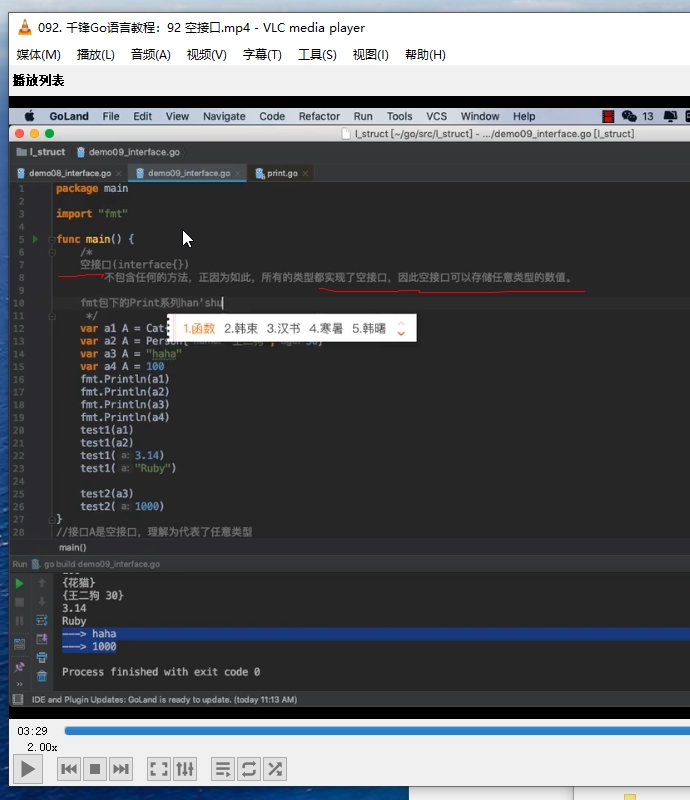 092. 千锋Go语言教程：92 空接口.mp4 - VLC media player
媒体(M) 播放(L) 音频(A) 视频(V) 字幕(T) 工具(S) 视图(I) 帮助(H)
播放列表
GoLand File Edit View Navigate Code Refactor Run Tools VCS Window Help 13
l_struct [~/go/src/l_struct] - .../demo09_interface.go [l_struct]
l_struct demo09_interface.go
demo08_interface.go demo09_interface.go print.go
1 package main
2
3 import "fmt"
4
5 func main() {
6 /*
7 空接口(interface{})
8 不包含任何的方法，正因为如此，所有的类型都实现了空接口，因此空接口可以存储任意类型的数值。
9
10 fmt包下的Print系列han'shu
11 */
1.函数 2.韩束 3.汉书 4.寒暑 5.韩曙
12 var a1 A = Cat
13 var a2 A = Person{
14 var a3 A = "haha"
15 var a4 A = 100
16 fmt.Println(a1)
17 fmt.Println(a2)
18 fmt.Println(a3)
19 fmt.Println(a4)
20 test1(a1)
21 test1(a2)
22 test1( a: 3.14)
23 test1( a: "Ruby")
24
25 test2(a3)
26 test2( a: 1000)
27 }
28 //接口A是空接口，理解为代表了任意类型
main()
Run go build demo09_interface.go
{花猫}
{王二狗 30}
3.14
Ruby
---> haha
---> 1000
Process finished with exit code 0
IDE and Plugin Updates: GoLand is ready to update. (today 11:13 AM)
03:29
2.00x